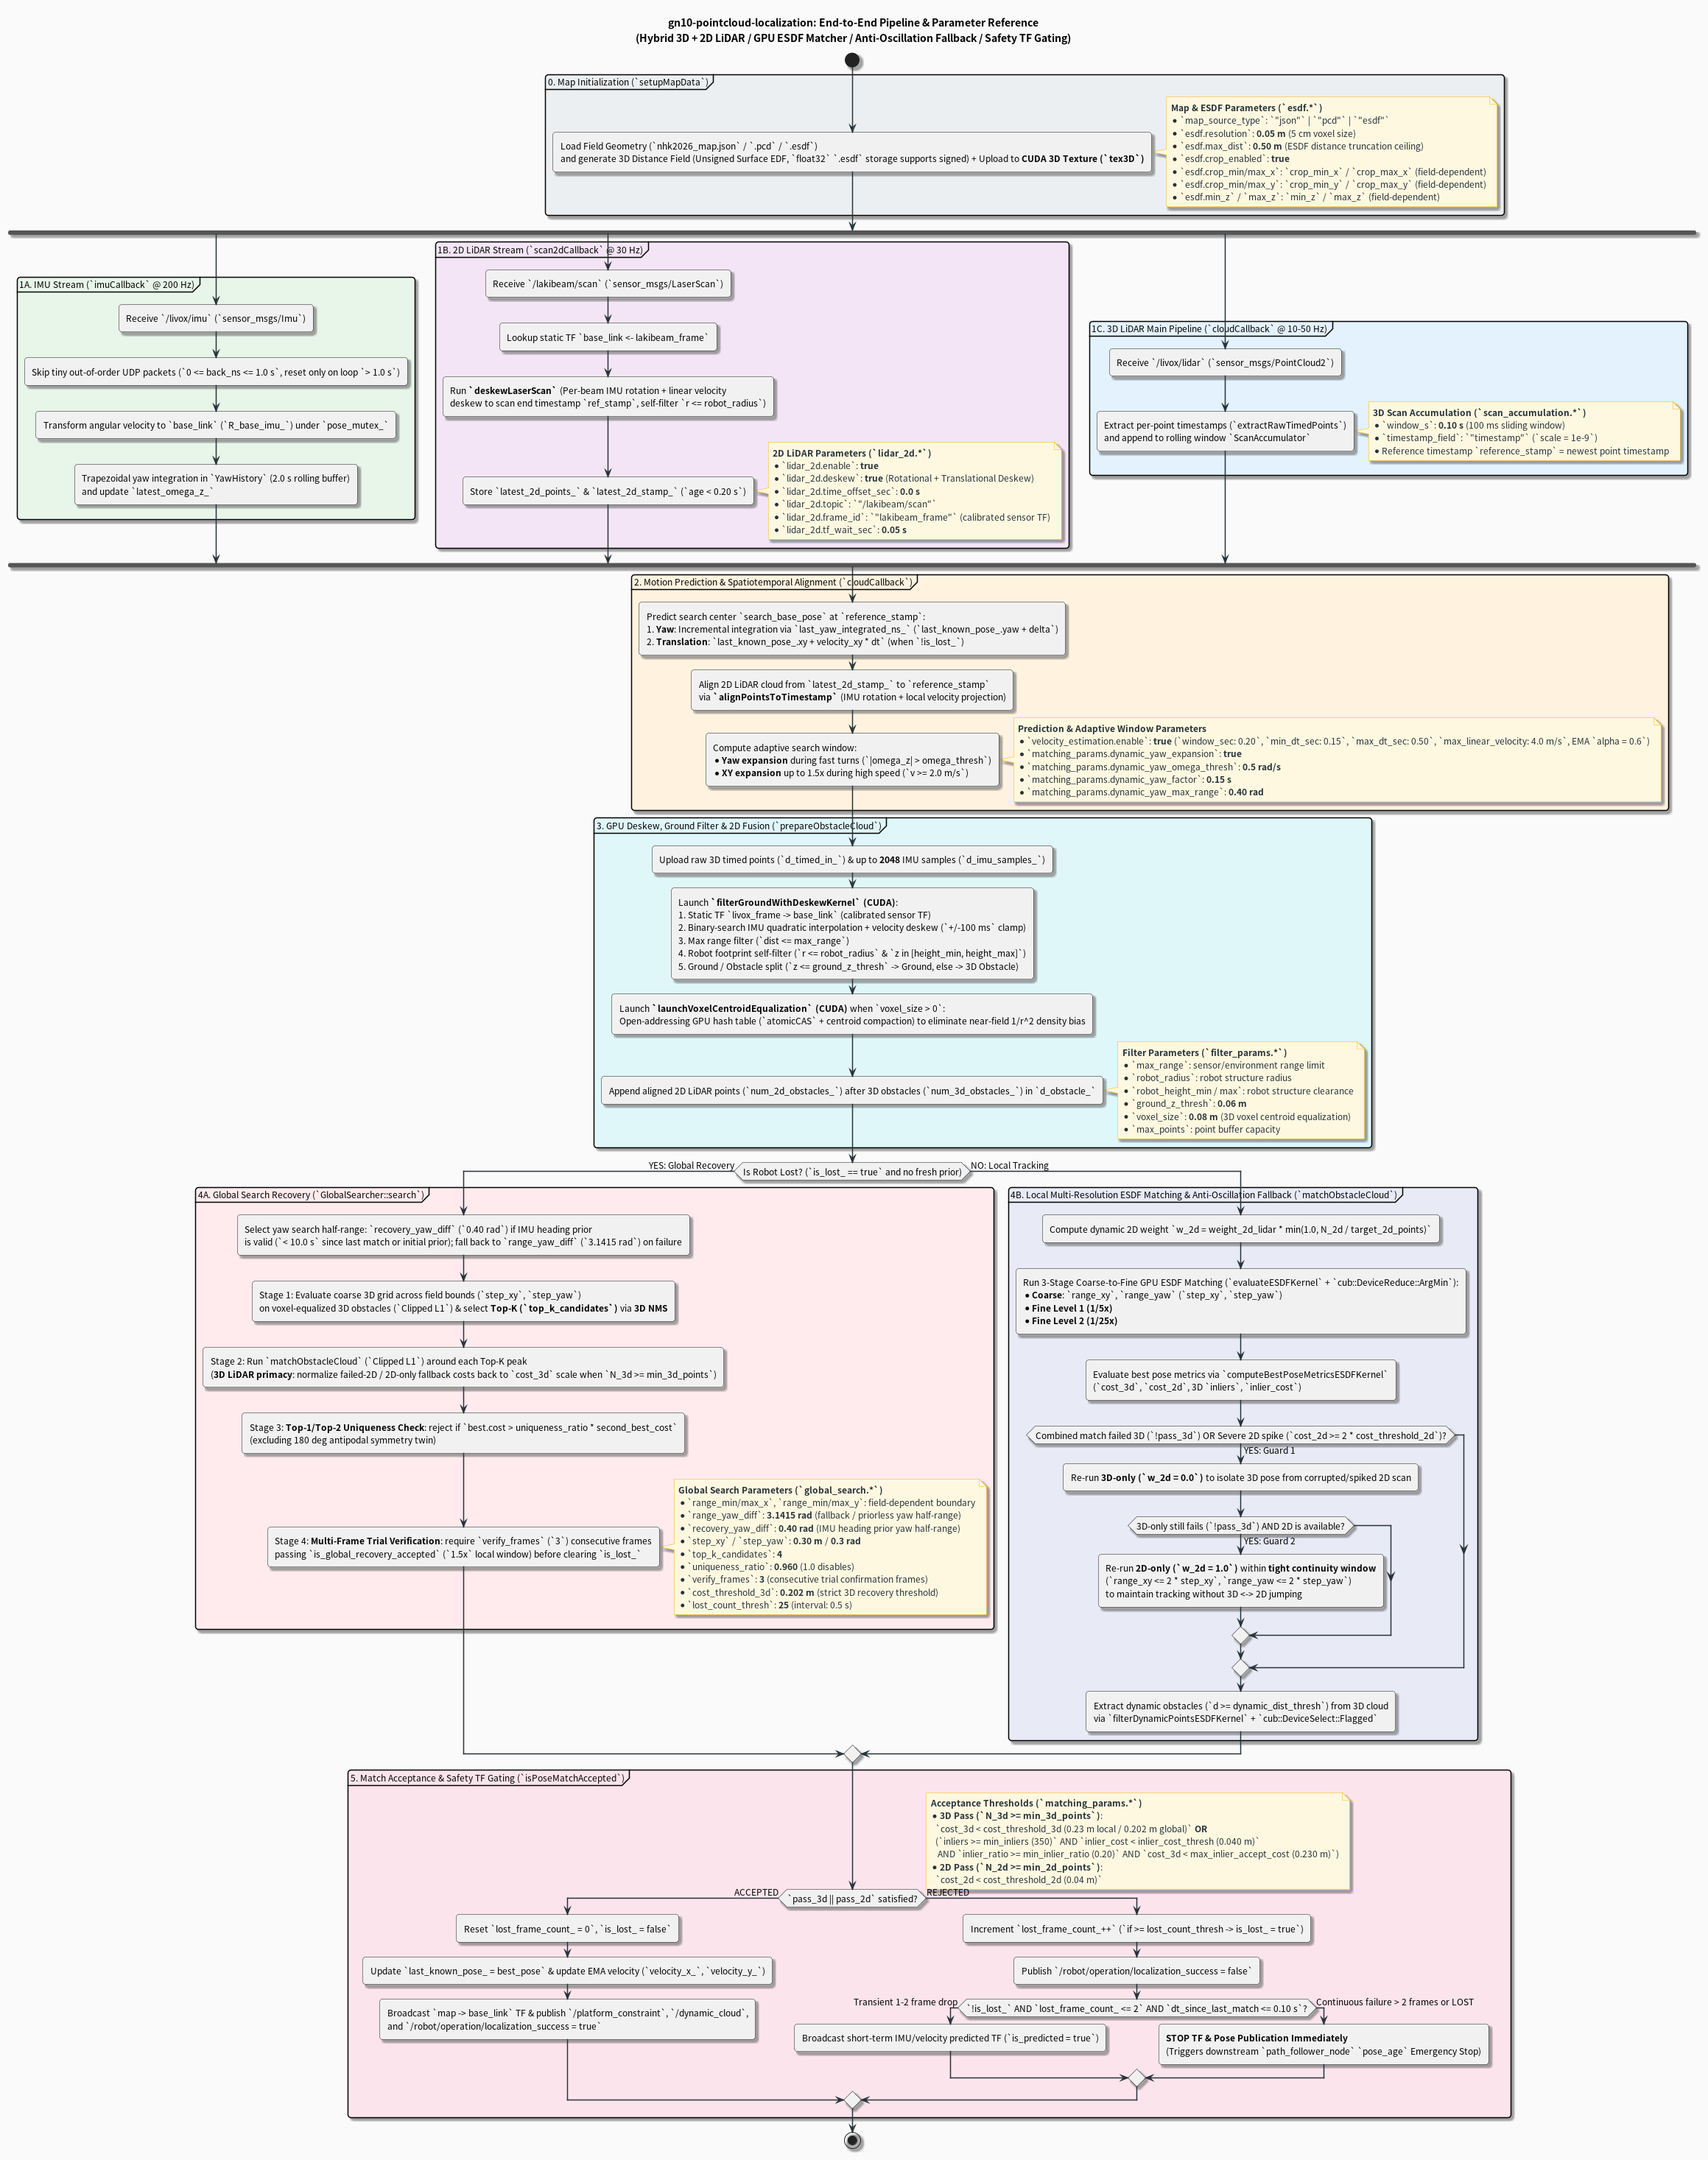 gn10-pointcloud-localization: End-to-End Pipeline & Parameter Reference
(Hybrid 3D + 2D LiDAR / GPU ESDF Matcher / Anti-Oscillation Fallback / Safety TF Gating)
0. Map Initialization (`setupMapData`)
Load Field Geometry (`nhk2026_map.json` / `.pcd` / `.esdf`)
and generate 3D Distance Field (Unsigned Surface EDF, `float32` `.esdf` storage supports signed) + Upload to CUDA 3D Texture (`tex3D`)
Map & ESDF Parameters (`esdf.*`)
• `map_source_type`: `"json"` | `"pcd"` | `"esdf"`
• `esdf.resolution`: 0.05 m (5 cm voxel size)
• `esdf.max_dist`: 0.50 m (ESDF distance truncation ceiling)
• `esdf.crop_enabled`: true
• `esdf.crop_min/max_x`: `crop_min_x` / `crop_max_x` (field-dependent)
• `esdf.crop_min/max_y`: `crop_min_y` / `crop_max_y` (field-dependent)
• `esdf.min_z` / `max_z`: `min_z` / `max_z` (field-dependent)
1A. IMU Stream (`imuCallback` @ 200 Hz)
Receive `/livox/imu` (`sensor_msgs/Imu`)
Skip tiny out-of-order UDP packets (`0 <= back_ns <= 1.0 s`, reset only on loop `> 1.0 s`)
Transform angular velocity to `base_link` (`R_base_imu_`) under `pose_mutex_`
Trapezoidal yaw integration in `YawHistory` (2.0 s rolling buffer)
and update `latest_omega_z_`
1B. 2D LiDAR Stream (`scan2dCallback` @ 30 Hz)
Receive `/lakibeam/scan` (`sensor_msgs/LaserScan`)
Lookup static TF `base_link <- lakibeam_frame`
Run `deskewLaserScan` (Per-beam IMU rotation + linear velocity
deskew to scan end timestamp `ref_stamp`, self-filter `r <= robot_radius`)
Store `latest_2d_points_` & `latest_2d_stamp_` (`age < 0.20 s`)
2D LiDAR Parameters (`lidar_2d.*`)
• `lidar_2d.enable`: true
• `lidar_2d.deskew`: true (Rotational + Translational Deskew)
• `lidar_2d.time_offset_sec`: 0.0 s
• `lidar_2d.topic`: `"/lakibeam/scan"`
• `lidar_2d.frame_id`: `"lakibeam_frame"` (calibrated sensor TF)
• `lidar_2d.tf_wait_sec`: 0.05 s
1C. 3D LiDAR Main Pipeline (`cloudCallback` @ 10-50 Hz)
Receive `/livox/lidar` (`sensor_msgs/PointCloud2`)
Extract per-point timestamps (`extractRawTimedPoints`)
and append to rolling window `ScanAccumulator`
3D Scan Accumulation (`scan_accumulation.*`)
• `window_s`: 0.10 s (100 ms sliding window)
• `timestamp_field`: `"timestamp"` (`scale = 1e-9`)
• Reference timestamp `reference_stamp` = newest point timestamp
2. Motion Prediction & Spatiotemporal Alignment (`cloudCallback`)
Predict search center `search_base_pose` at `reference_stamp`:
1. Yaw: Incremental integration via `last_yaw_integrated_ns_` (`last_known_pose_.yaw + delta`)
2. Translation: `last_known_pose_.xy + velocity_xy * dt` (when `!is_lost_`)
Align 2D LiDAR cloud from `latest_2d_stamp_` to `reference_stamp`
via `alignPointsToTimestamp` (IMU rotation + local velocity projection)
Compute adaptive search window:
• Yaw expansion during fast turns (`|omega_z| > omega_thresh`)
• XY expansion up to 1.5x during high speed (`v >= 2.0 m/s`)
Prediction & Adaptive Window Parameters
• `velocity_estimation.enable`: true (`window_sec: 0.20`, `min_dt_sec: 0.15`, `max_dt_sec: 0.50`, `max_linear_velocity: 4.0 m/s`, EMA `alpha = 0.6`)
• `matching_params.dynamic_yaw_expansion`: true
• `matching_params.dynamic_yaw_omega_thresh`: 0.5 rad/s
• `matching_params.dynamic_yaw_factor`: 0.15 s
• `matching_params.dynamic_yaw_max_range`: 0.40 rad
3. GPU Deskew, Ground Filter & 2D Fusion (`prepareObstacleCloud`)
Upload raw 3D timed points (`d_timed_in_`) & up to 2048 IMU samples (`d_imu_samples_`)
Launch `filterGroundWithDeskewKernel` (CUDA):
1. Static TF `livox_frame -> base_link` (calibrated sensor TF)
2. Binary-search IMU quadratic interpolation + velocity deskew (`+/-100 ms` clamp)
3. Max range filter (`dist <= max_range`)
4. Robot footprint self-filter (`r <= robot_radius` & `z in [height_min, height_max]`)
5. Ground / Obstacle split (`z <= ground_z_thresh` -> Ground, else -> 3D Obstacle)
Launch `launchVoxelCentroidEqualization` (CUDA) when `voxel_size > 0`:
Open-addressing GPU hash table (`atomicCAS` + centroid compaction) to eliminate near-field 1/r^2 density bias
Append aligned 2D LiDAR points (`num_2d_obstacles_`) after 3D obstacles (`num_3d_obstacles_`) in `d_obstacle_`
Filter Parameters (`filter_params.*`)
• `max_range`: sensor/environment range limit
• `robot_radius`: robot structure radius
• `robot_height_min / max`: robot structure clearance
• `ground_z_thresh`: 0.06 m
• `voxel_size`: 0.08 m (3D voxel centroid equalization)
• `max_points`: point buffer capacity
Is Robot Lost? (`is_lost_ == true` and no fresh prior)
YES: Global Recovery
NO: Local Tracking
4A. Global Search Recovery (`GlobalSearcher::search`)
Select yaw search half-range: `recovery_yaw_diff` (`0.40 rad`) if IMU heading prior
is valid (`< 10.0 s` since last match or initial prior); fall back to `range_yaw_diff` (`3.1415 rad`) on failure
Stage 1: Evaluate coarse 3D grid across field bounds (`step_xy`, `step_yaw`)
on voxel-equalized 3D obstacles (`Clipped L1`) & select Top-K (`top_k_candidates`) via 3D NMS
Stage 2: Run `matchObstacleCloud` (`Clipped L1`) around each Top-K peak
(3D LiDAR primacy: normalize failed-2D / 2D-only fallback costs back to `cost_3d` scale when `N_3d >= min_3d_points`)
Stage 3: Top-1/Top-2 Uniqueness Check: reject if `best.cost > uniqueness_ratio * second_best_cost`
(excluding 180 deg antipodal symmetry twin)
Stage 4: Multi-Frame Trial Verification: require `verify_frames` (`3`) consecutive frames
passing `is_global_recovery_accepted` (`1.5x` local window) before clearing `is_lost_`
Global Search Parameters (`global_search.*`)
• `range_min/max_x`, `range_min/max_y`: field-dependent boundary
• `range_yaw_diff`: 3.1415 rad (fallback / priorless yaw half-range)
• `recovery_yaw_diff`: 0.40 rad (IMU heading prior yaw half-range)
• `step_xy` / `step_yaw`: 0.30 m / 0.3 rad
• `top_k_candidates`: 4
• `uniqueness_ratio`: 0.960 (1.0 disables)
• `verify_frames`: 3 (consecutive trial confirmation frames)
• `cost_threshold_3d`: 0.202 m (strict 3D recovery threshold)
• `lost_count_thresh`: 25 (interval: 0.5 s)
4B. Local Multi-Resolution ESDF Matching & Anti-Oscillation Fallback (`matchObstacleCloud`)
Compute dynamic 2D weight `w_2d = weight_2d_lidar * min(1.0, N_2d / target_2d_points)`
Run 3-Stage Coarse-to-Fine GPU ESDF Matching (`evaluateESDFKernel` + `cub::DeviceReduce::ArgMin`):
• Coarse: `range_xy`, `range_yaw` (`step_xy`, `step_yaw`)
• Fine Level 1 (1/5x)
• Fine Level 2 (1/25x)
Evaluate best pose metrics via `computeBestPoseMetricsESDFKernel`
(`cost_3d`, `cost_2d`, 3D `inliers`, `inlier_cost`)
Combined match failed 3D (`!pass_3d`) OR Severe 2D spike (`cost_2d >= 2 * cost_threshold_2d`)?
YES: Guard 1
Re-run 3D-only (`w_2d = 0.0`) to isolate 3D pose from corrupted/spiked 2D scan
3D-only still fails (`!pass_3d`) AND 2D is available?
YES: Guard 2
Re-run 2D-only (`w_2d = 1.0`) within tight continuity window
(`range_xy <= 2 * step_xy`, `range_yaw <= 2 * step_yaw`)
to maintain tracking without 3D <-> 2D jumping
Extract dynamic obstacles (`d >= dynamic_dist_thresh`) from 3D cloud
via `filterDynamicPointsESDFKernel` + `cub::DeviceSelect::Flagged`
5. Match Acceptance & Safety TF Gating (`isPoseMatchAccepted`)
Acceptance Thresholds (`matching_params.*`)
• 3D Pass (`N_3d >= min_3d_points`):
`cost_3d < cost_threshold_3d (0.23 m local / 0.202 m global)` OR
(`inliers >= min_inliers (350)` AND `inlier_cost < inlier_cost_thresh (0.040 m)`
AND `inlier_ratio >= min_inlier_ratio (0.20)` AND `cost_3d < max_inlier_accept_cost (0.230 m)`)
• 2D Pass (`N_2d >= min_2d_points`):
`cost_2d < cost_threshold_2d (0.04 m)`
`pass_3d || pass_2d` satisfied?
ACCEPTED
REJECTED
Reset `lost_frame_count_ = 0`, `is_lost_ = false`
Update `last_known_pose_ = best_pose` & update EMA velocity (`velocity_x_`, `velocity_y_`)
Broadcast `map -> base_link` TF & publish `/platform_constraint`, `/dynamic_cloud`,
and `/robot/operation/localization_success = true`
Increment `lost_frame_count_++` (`if >= lost_count_thresh -> is_lost_ = true`)
Publish `/robot/operation/localization_success = false`
`!is_lost_` AND `lost_frame_count_ <= 2` AND `dt_since_last_match <= 0.10 s`?
Transient 1-2 frame drop
Continuous failure > 2 frames or LOST
Broadcast short-term IMU/velocity predicted TF (`is_predicted = true`)
STOP TF & Pose Publication Immediately
(Triggers downstream `path_follower_node` `pose_age` Emergency Stop)